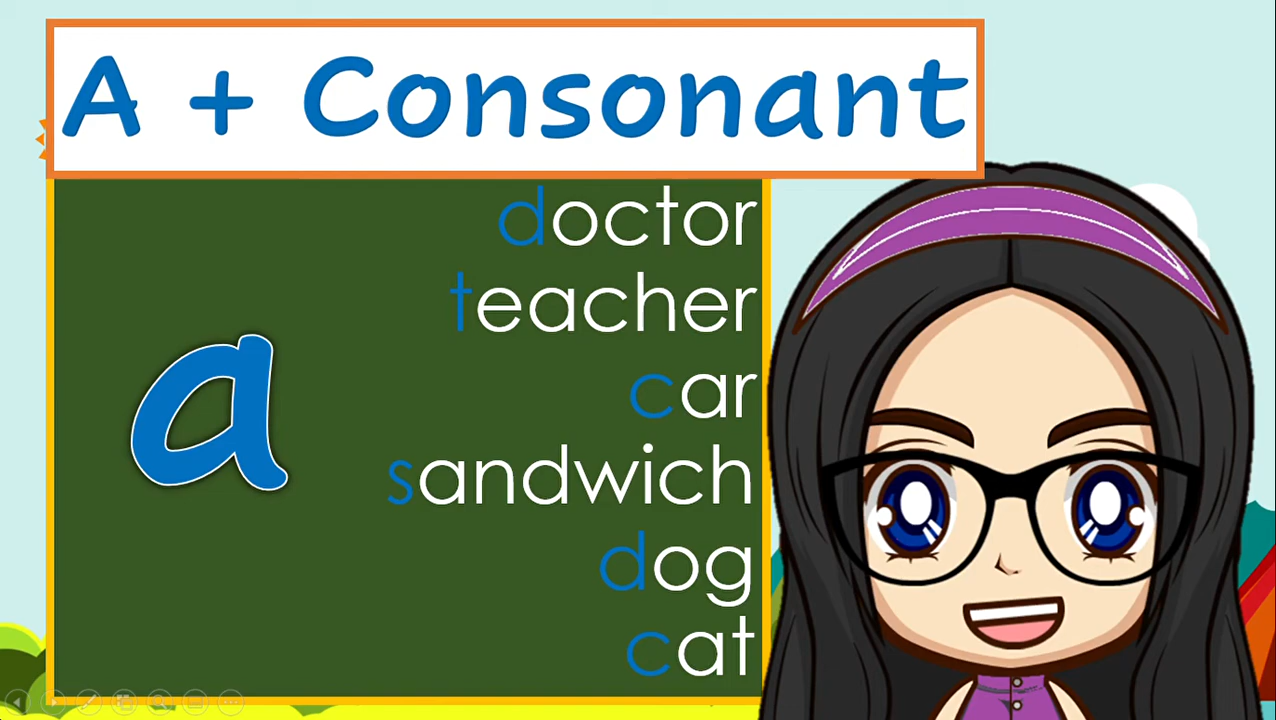 A + Consonant
a
doctor
teacher
car
sandwich
dog
cat